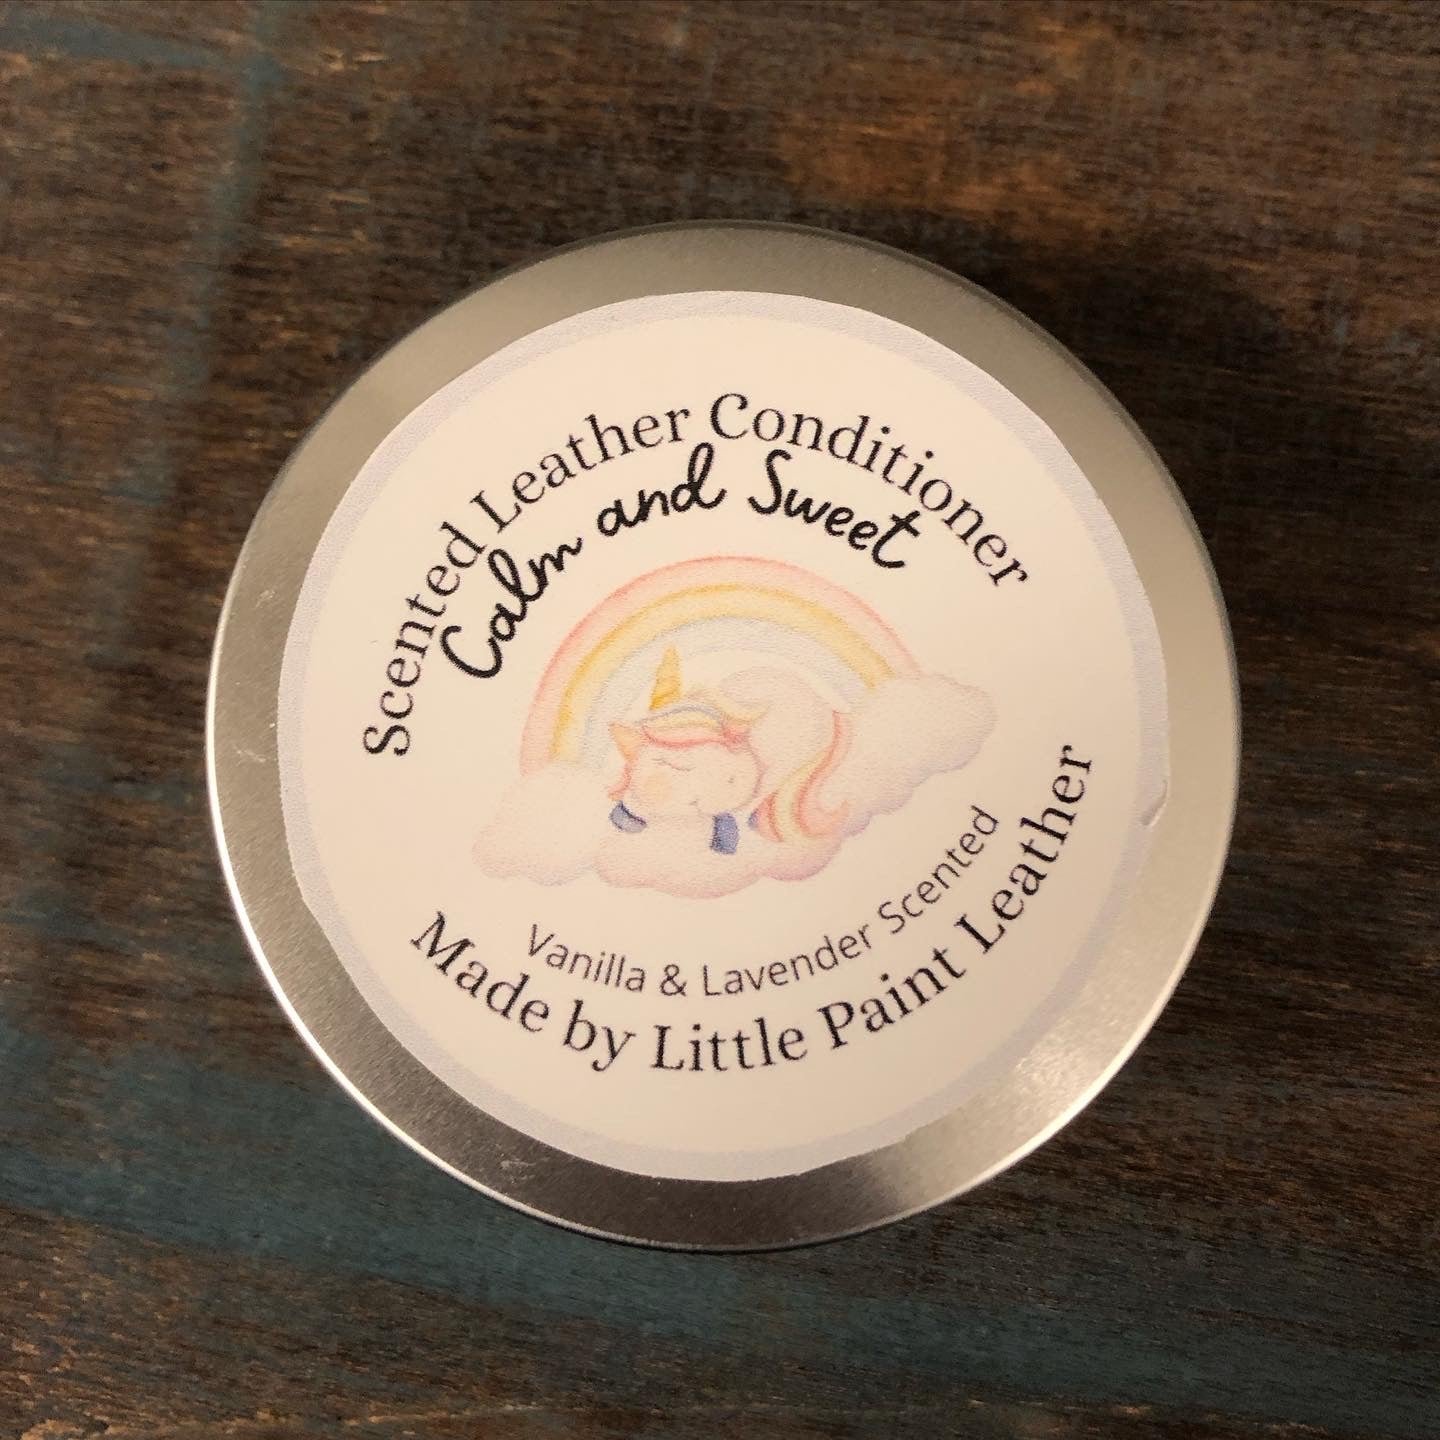 Scented Leather Conditioner
Calm and Sweet
Vanilla & Lavender Scented
Made by Little Paint Leather